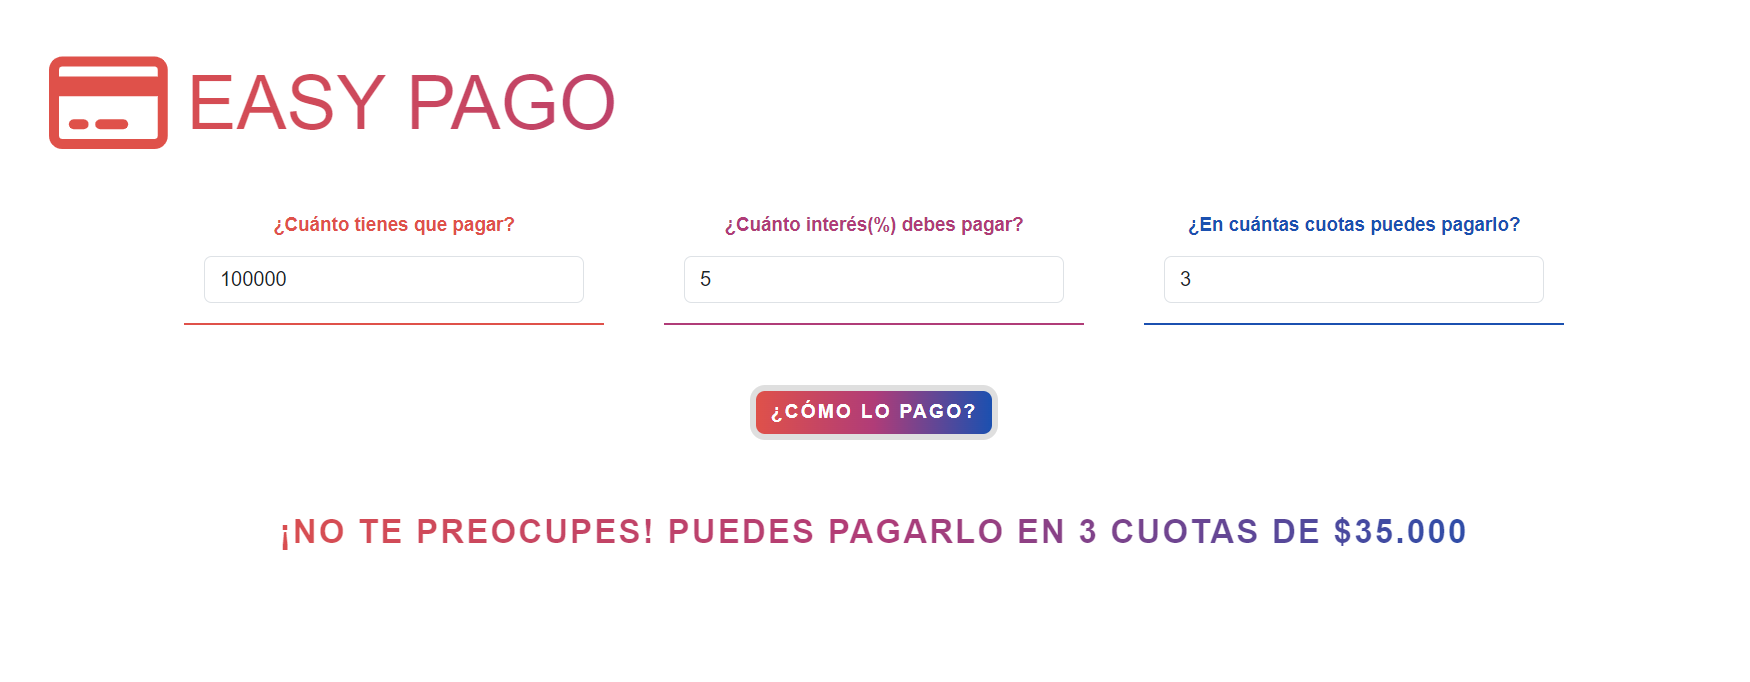 EASY PAGO
¿Cuánto tienes que pagar?
¿Cuánto interés(%) debes pagar?
¿En cuántas cuotas puedes pagarlo?
100000
5
3
¿CÓMO LO PAGO?
¡NO TE PREOCUPES! PUEDES PAGARLO EN 3 CUOTAS DE $35.000